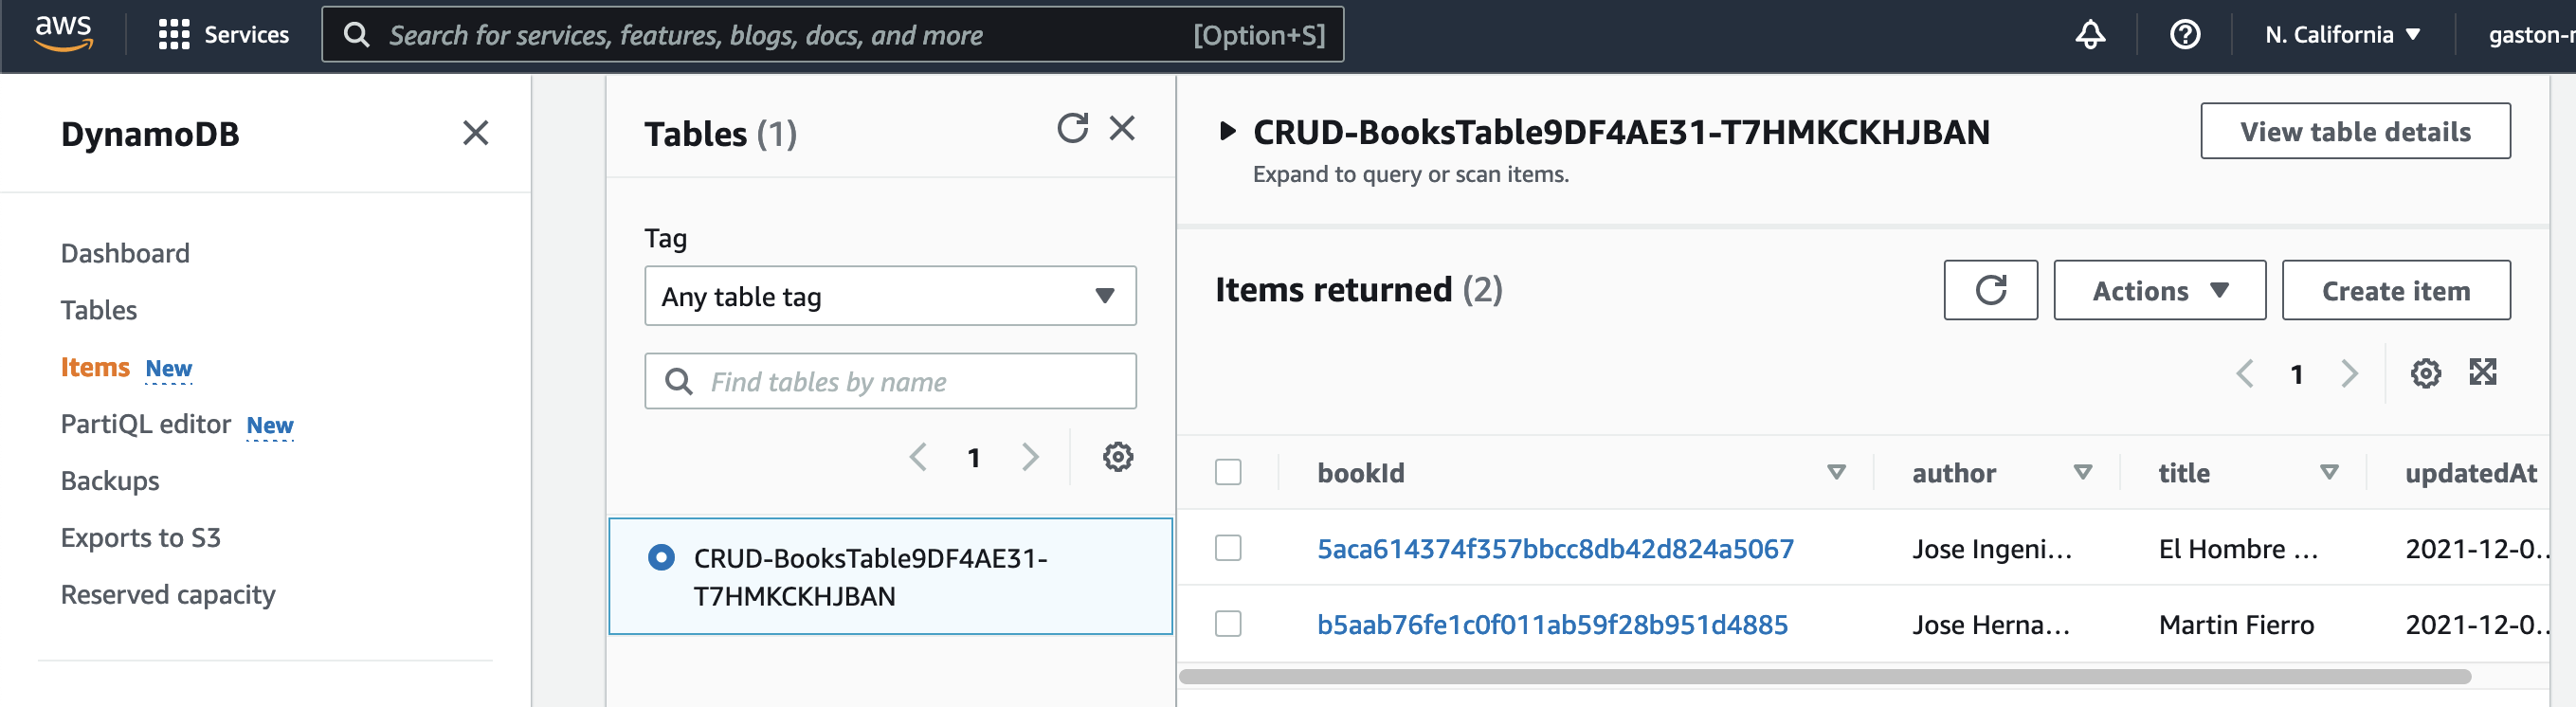 aws
Services
Search for services, features, blogs, docs, and more
[Option+S]
N. California
gaston-
DynamoDB
Dashboard
Tables
Items New
PartiQL editor New
Backups
Exports to S3
Reserved capacity
Tables (1)
Tag
Any table tag
Find tables by name
1
CRUD-BooksTable9DF4AE31-
T7HMKCKHJBAN
CRUD-BooksTable9DF4AE31-T7HMKCKHJBAN
Expand to query or scan items.
View table details
Items returned (2)
Actions
Create item
1
bookId author title updatedAt
5aca614374f357bbcc8db42d824a5067 Jose Ingeni... El Hombre ... 2021-12-0..
b5aab76fe1c0f011ab59f28b951d4885 Jose Herna... Martin Fierro 2021-12-0..